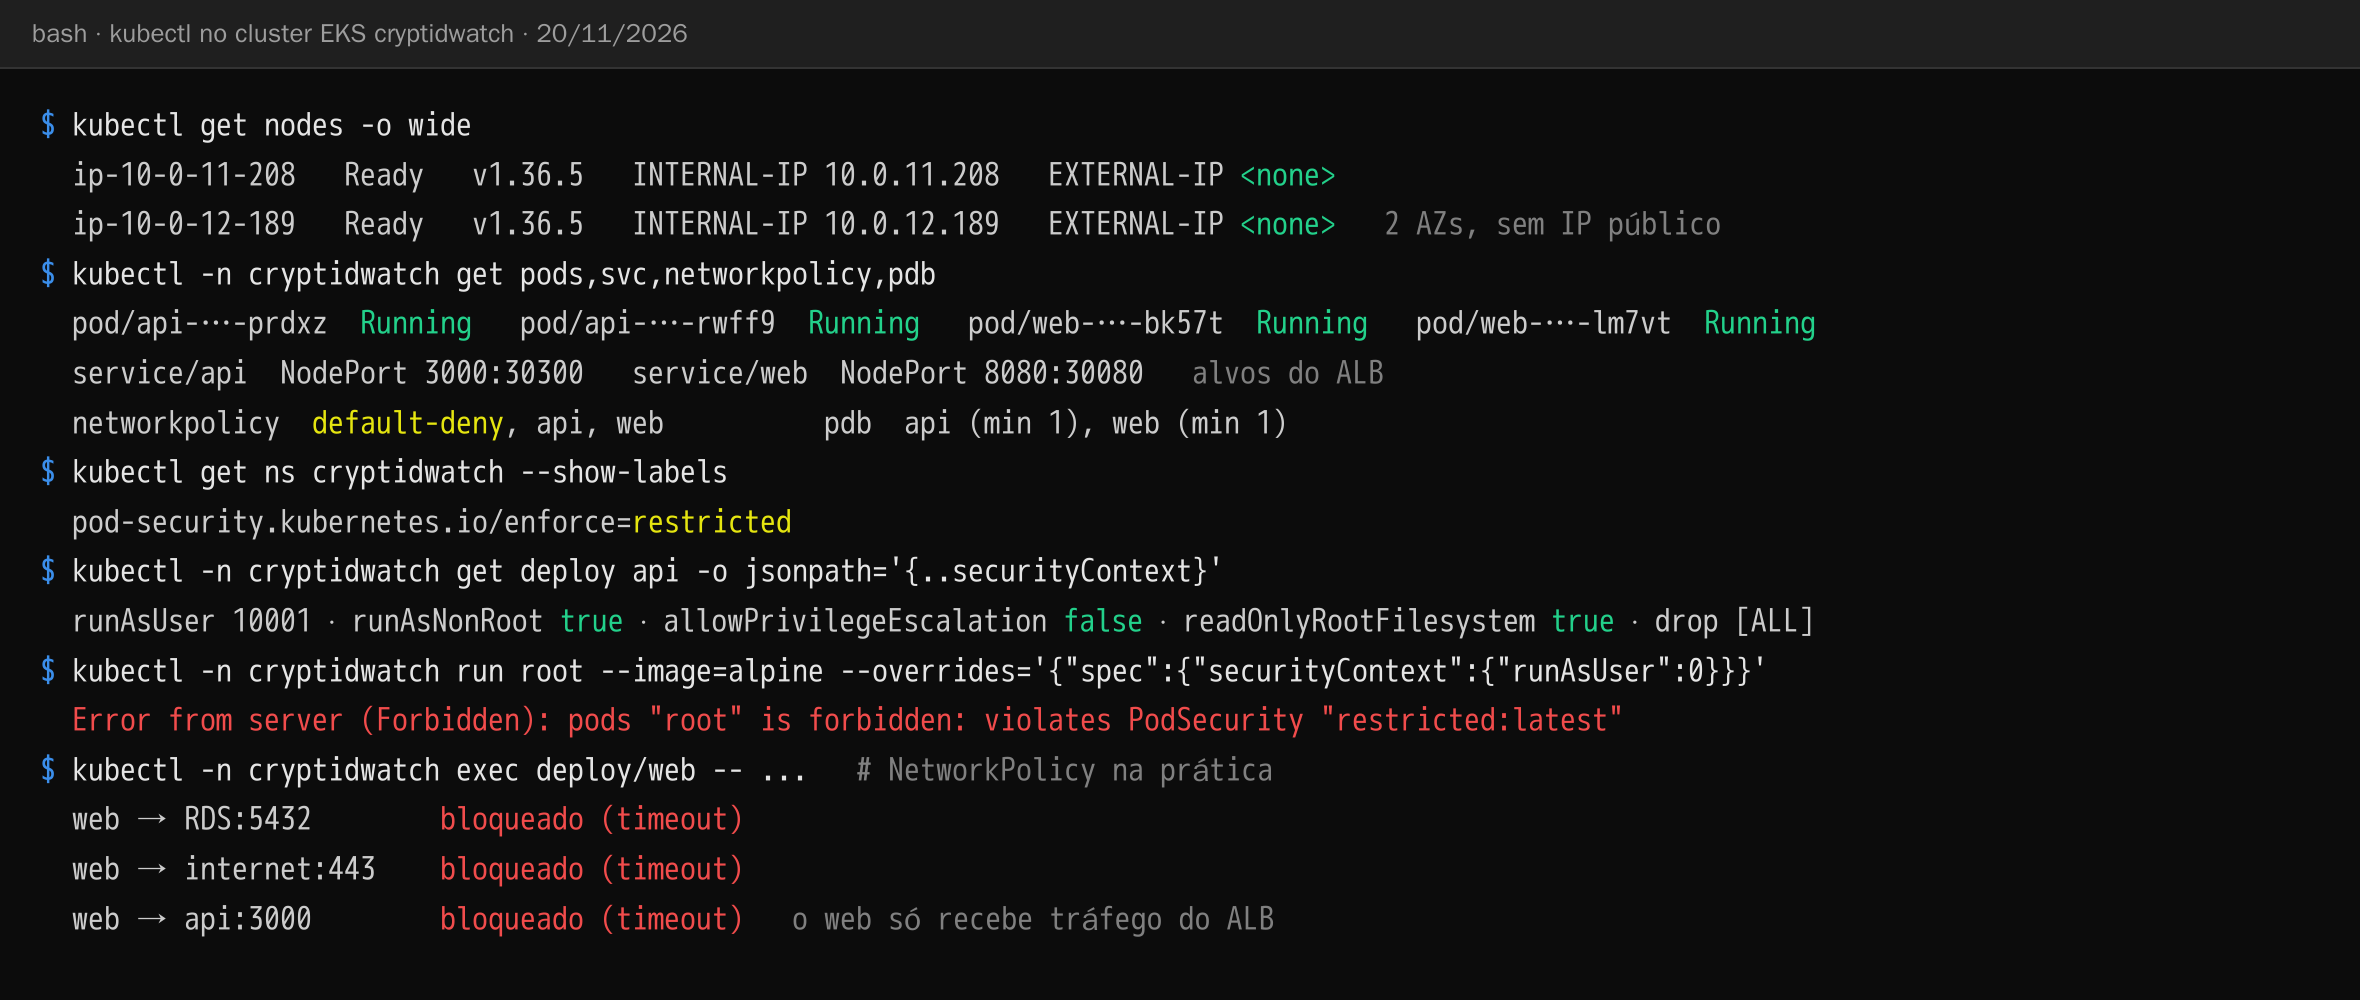 bash · kubectl no cluster EKS cryptidwatch · 20/11/2026
$ kubectl get nodes -o wide
ip-10-0-11-208 Ready v1.36.5 INTERNAL-IP 10.0.11.208 EXTERNAL-IP <none>
ip-10-0-12-189 Ready v1.36.5 INTERNAL-IP 10.0.12.189 EXTERNAL-IP <none> 2 AZs, sem IP público
$ kubectl -n cryptidwatch get pods,svc,networkpolicy,pdb
pod/api-···-prdxz Running pod/api-···-rwff9 Running pod/web-···-bk57t Running pod/web-···-lm7vt Running
service/api NodePort 3000:30300 service/web NodePort 8080:30080 alvos do ALB
networkpolicy default-deny, api, web pdb api (min 1), web (min 1)
$ kubectl get ns cryptidwatch --show-labels
pod-security.kubernetes.io/enforce=restricted
$ kubectl -n cryptidwatch get deploy api -o jsonpath='{..securityContext}'
runAsUser 10001 · runAsNonRoot true · allowPrivilegeEscalation false · readOnlyRootFilesystem true · drop [ALL]
$ kubectl -n cryptidwatch run root --image=alpine --overrides='{"spec":{"securityContext":{"runAsUser":0}}}'
Error from server (Forbidden): pods "root" is forbidden: violates PodSecurity "restricted:latest"
$ kubectl -n cryptidwatch exec deploy/web -- ... # NetworkPolicy na prática
web → RDS:5432 bloqueado (timeout)
web → internet:443 bloqueado (timeout)
web → api:3000 bloqueado (timeout) o web só recebe tráfego do ALB